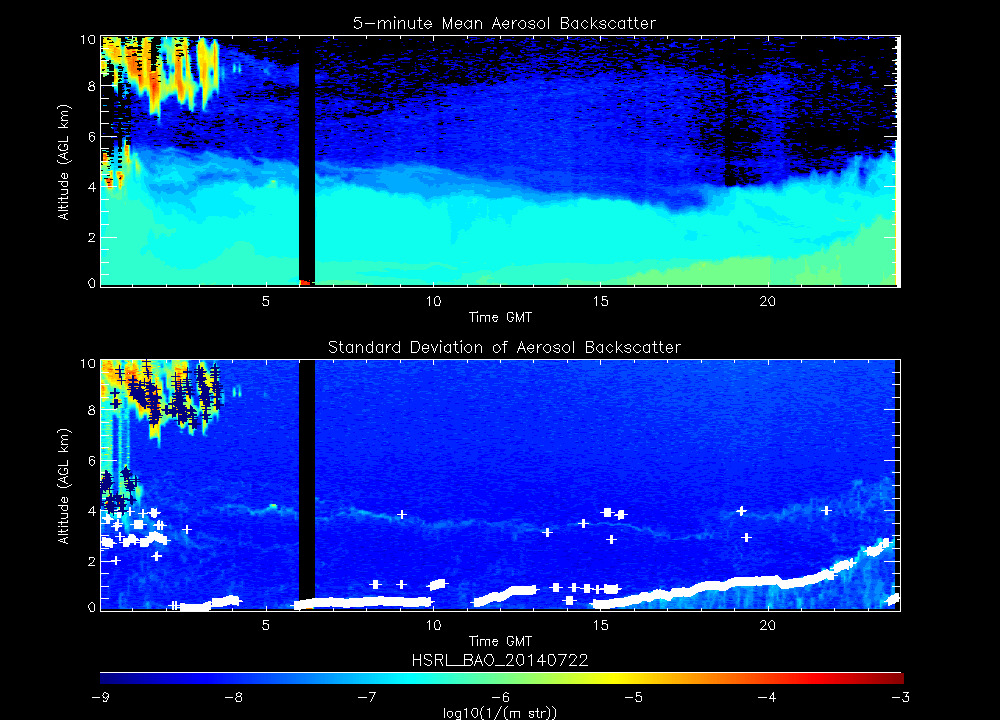 5-minute Mean Aerosol Backscatter
Altitude (AGL km)
10
8
6
4
2
0
5 10 15 20
Time GMT
Standard Deviation of Aerosol Backscatter
Altitude (AGL km)
10
8
6
4
2
0
5 10 15 20
Time GMT
HSRL_BAO_20140722
-9 -8 -7 -6 -5 -4 -3
log10(1/(m str))